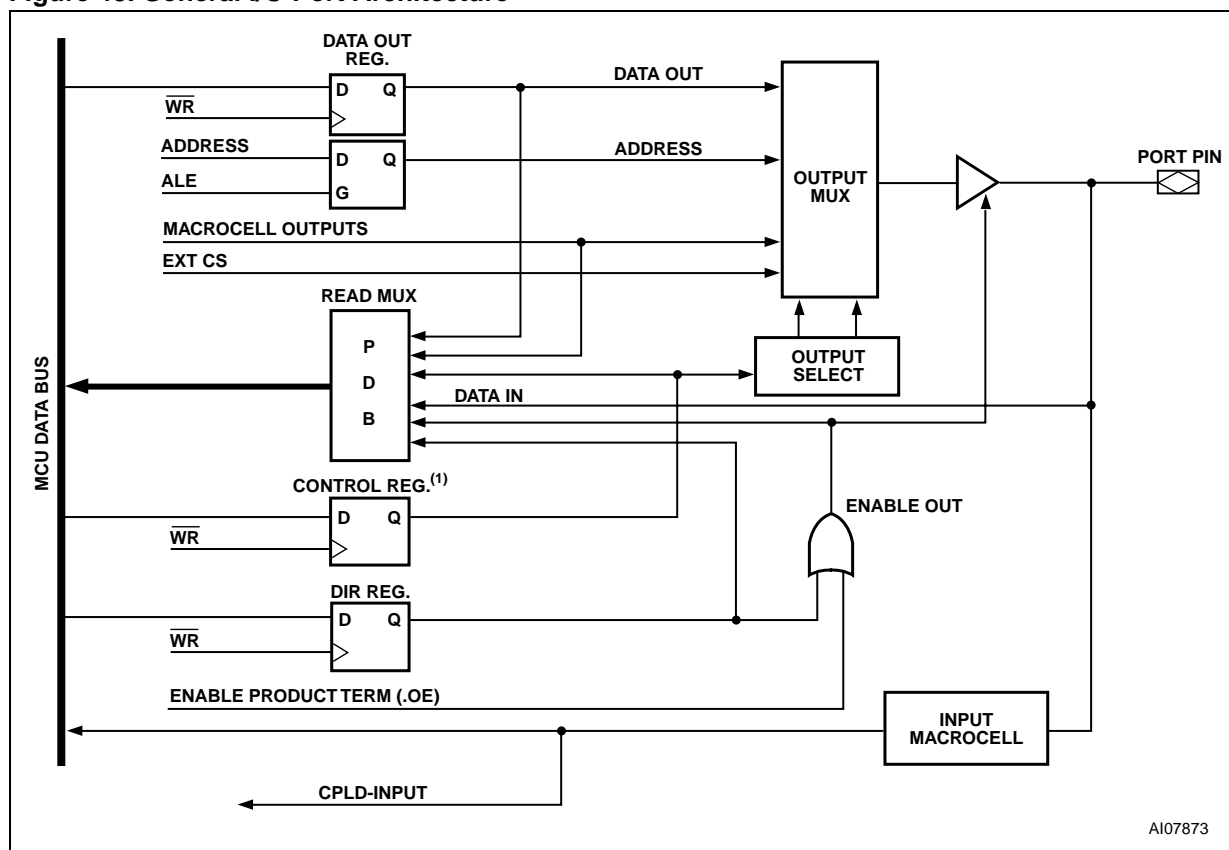 DATA OUT
REG.
D Q
DATA OUT
WR
ADDRESS
D Q
ADDRESS
ALE
G
OUTPUT
MUX
PORT PIN
MACROCELL OUTPUTS
EXT CS
READ MUX
P
D
B
OUTPUT
SELECT
DATA IN
MCU DATA BUS
CONTROL REG.(1)
D Q
WR
ENABLE OUT
DIR REG.
D Q
WR
ENABLE PRODUCT TERM (.OE)
INPUT
MACROCELL
CPLD-INPUT
AI07873